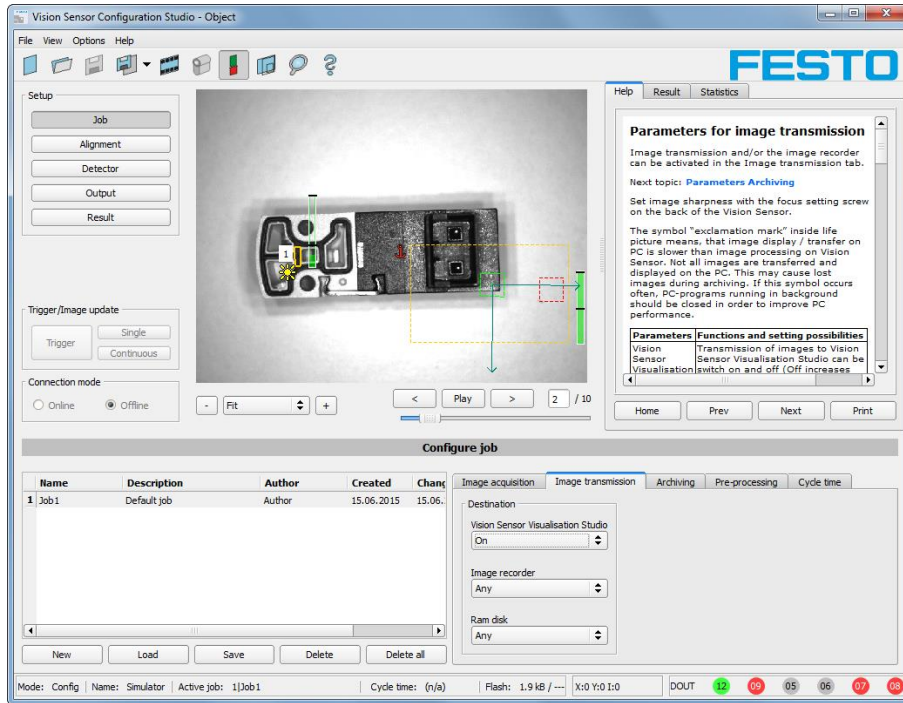 Vision Sensor Configuration Studio - Object
File View Options Help
FESTO
Setup
Job
Alignment
Detector
Output
Result
Trigger/Image update
Trigger
Single
Continuous
Connection mode
Online
Offline
1
- Fit +
< Play > 2 / 10
Help Result Statistics
Parameters for image transmission
Image transmission and/or the image recorder
can be activated in the Image transmission tab.
Next topic: Parameters Archiving
Set image sharpness with the focus setting screw
on the back of the Vision Sensor.
The symbol "exclamation mark" inside life
picture means, that image display / transfer on
PC is slower than image processing on Vision
Sensor. Not all images are transferred and
displayed on the PC. This may cause lost
images during archiving. If this symbol occurs
often, PC-programs running in background
should be closed in order to improve PC
performance.
Parameters Functions and setting possibilities
Vision Transmission of images to Vision
Sensor Sensor Visualisation Studio can be
Visualisation switch on and off (Off increases
Home Prev Next Print
Configure job
Name Description Author Created Chang
1 Job1 Default job Author 15.06.2015 15.06.
New Load Save Delete Delete all
Image acquisition Image transmission Archiving Pre-processing Cycle time
Destination
Vision Sensor Visualisation Studio
On
Image recorder
Any
Ram disk
Any
Mode: Config Name: Simulator Active job: 1|Job1 Cycle time: (n/a) Flash: 1.9 kB / --- X:0 Y:0 I:0 DOUT 12 09 05 06 07 08